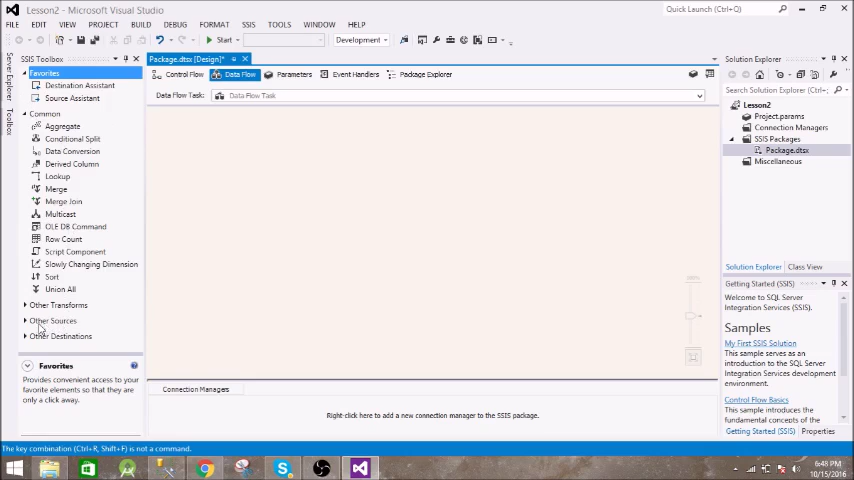 Lesson2 - Microsoft Visual Studio
Quick Launch (Ctrl+Q)
FILE EDIT VIEW PROJECT BUILD DEBUG FORMAT SSIS TOOLS WINDOW HELP
Start Development
Server Explorer
Toolbox
SSIS Toolbox
Favorites
Destination Assistant
Source Assistant
Common
Aggregate
Conditional Split
Data Conversion
Derived Column
Lookup
Merge
Merge Join
Multicast
OLE DB Command
Row Count
Script Component
Slowly Changing Dimension
Sort
Union All
Other Transforms
Other Sources
Other Destinations
Favorites
Provides convenient access to your
favorite elements so that they are
only a click away.
Package.dtsx [Design]*
Control Flow Data Flow Parameters Event Handlers Package Explorer
Data Flow Task: Data Flow Task
Connection Managers
Right-click here to add a new connection manager to the SSIS package.
Solution Explorer
Search Solution Explorer (Ctrl+;)
Lesson2
Project.params
Connection Managers
SSIS Packages
Package.dtsx
Miscellaneous
Solution Explorer Class View
Getting Started (SSIS)
Welcome to SQL Server
Integration Services (SSIS).
Samples
My First SSIS Solution
This sample serves as an
introduction to the SQL Server
Integration Services development
environment.
Control Flow Basics
This sample introduces the
fundamental concepts of the
Getting Started (SSIS) Properties
The key combination (Ctrl+R, Shift+F) is not a command.
6:48 PM
10/15/2016